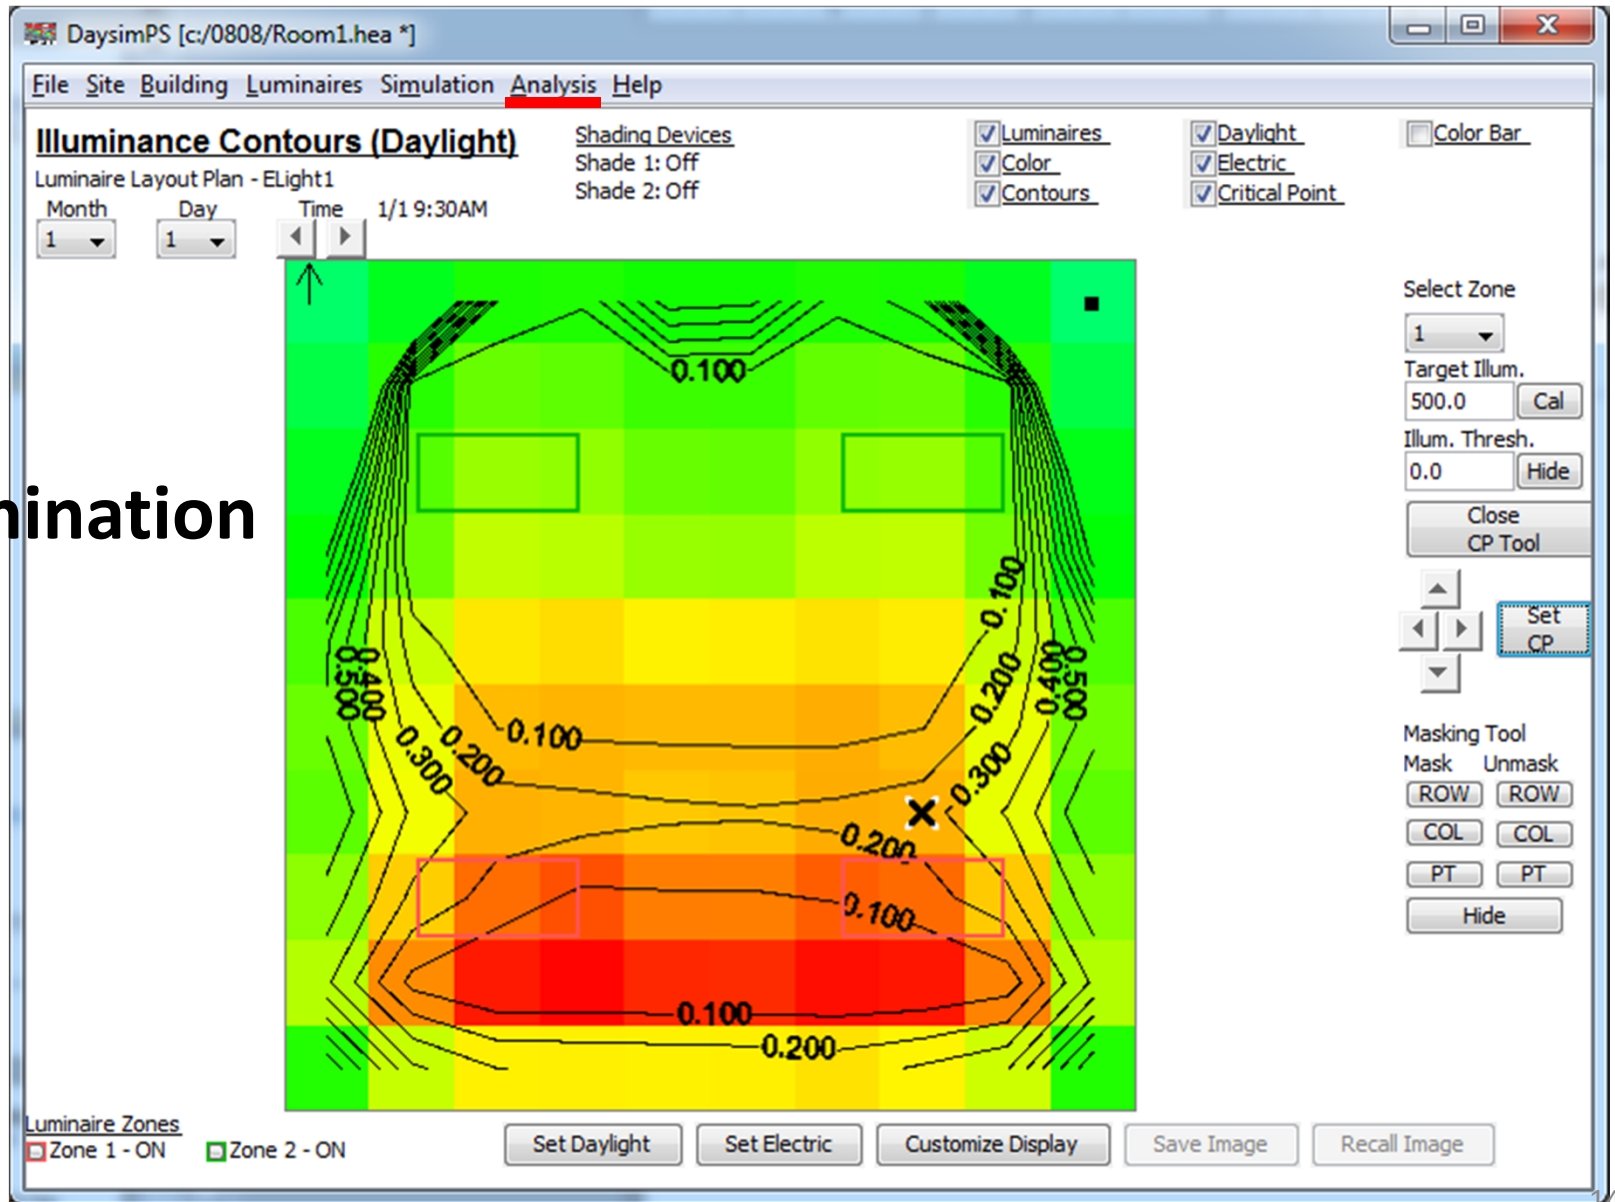 DaysimPS [c:/0808/Room1.hea *]
File Site Building Luminaires Simulation Analysis Help
Illuminance Contours (Daylight)
Luminaire Layout Plan - ELight1
Month Day Time 1/1 9:30AM
1 1
Shading Devices
Shade 1: Off
Shade 2: Off
Luminaires Daylight Color Bar
Color Electric
Contours Critical Point
0.100
0.100
0.500
0.400
0.300
0.200
0.100
0.200
0.300
0.400
0.500
0.200
0.100
0.100
0.200
Select Zone
1
Target Illum.
500.0 Cal
Illum. Thresh.
0.0 Hide
Close
CP Tool
Set
CP
Masking Tool
Mask Unmask
ROW ROW
COL COL
PT PT
Hide
Luminaire Zones
Zone 1 - ON Zone 2 - ON
Set Daylight Set Electric Customize Display Save Image Recall Image